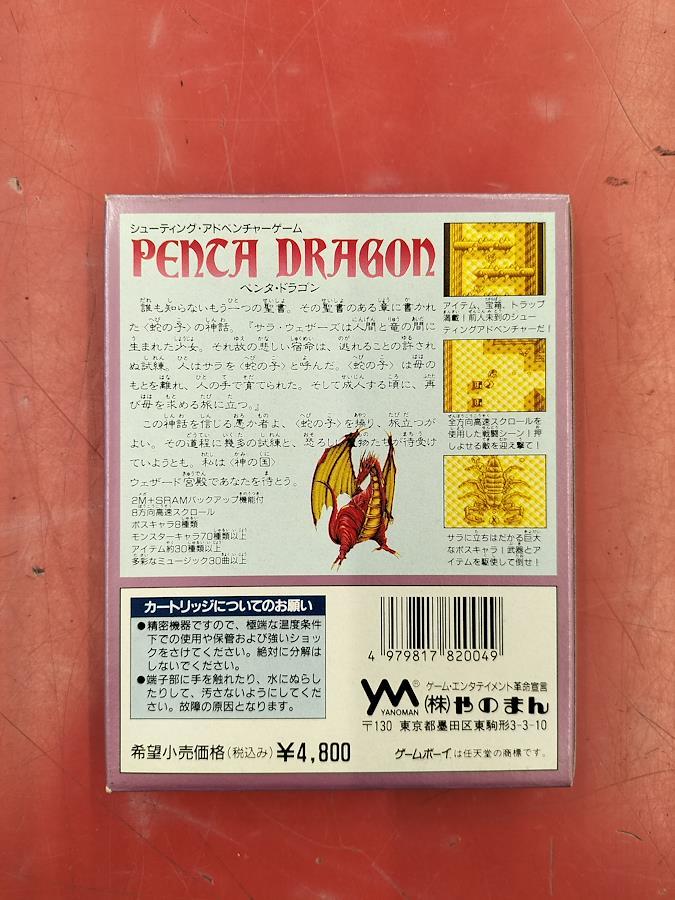 シューティング・アドベンチャーゲーム
PENTA DRAGON
ペンタ・ドラゴン
誰も知らないもう一つの聖書。その聖書のある章に書かれ
た〈蛇の子〉の神話。『サラ・ウェザーズは人間と竜の間に
生まれた少女。それ故の悲しい宿命は、逃れることの許され
ぬ試練。人はサラを〈蛇の子〉と呼んだ。〈蛇の子〉は母の
もとを離れ、人の手で育てられた。そして成人する頃に、再
び母を求める旅に立つ。』
この神話を信じる愚か者よ、〈蛇の子〉を操り、旅立つが
よい。その道程に幾多の試練と、恐ろしい物たちが待受け
ていようとも。私は〈神の国〉
ウェザード宮殿であなたを待とう。
2M+SRAMバックアップ機能付
8方向高速スクロール
ボスキャラ8種類
モンスターキャラ70種類以上
アイテム約30種類以上
多彩なミュージック30曲以上
アイテム、宝箱、トラップ
満載！前人未到のシュー
ティングアドベンチャーだ！
全方向高速スクロールを
使用した戦闘シーン！押
しよせる敵を迎え撃て！
サラに立ちはだかる巨大
なボスキャラ！武器とア
イテムを駆使して倒せ！
カートリッジについてのお願い
●精密機器ですので、極端な温度条件
下での使用や保管および強いショッ
クをさけてください。絶対に分解は
しないでください。
●端子部に手を触れたり、水にぬらし
たりして、汚さないようにしてくだ
さい。故障の原因となります。
希望小売価格(税込み)¥4,800
4 979817 820049
YM®
YANOMAN
ゲーム・エンタテイメント革命宣言
(株)やのまん
〒130 東京都墨田区東駒形3-3-10
ゲームボーイは任天堂の商標です。